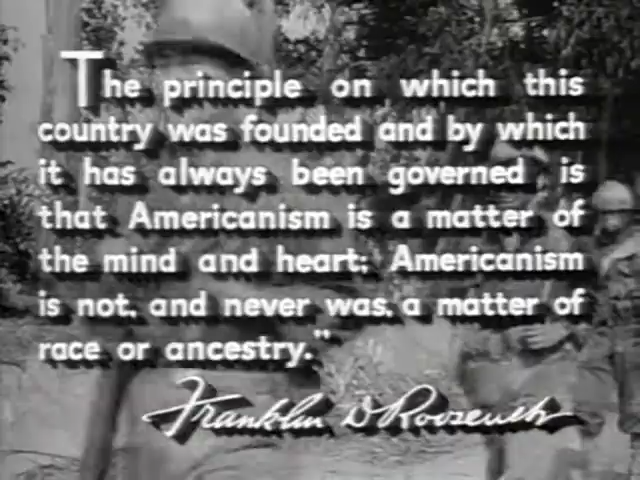 The principle on which this
country was founded and by which
it has always been governed is
that Americanism is a matter of
the mind and heart; Americanism
is not, and never was, a matter of
race or ancestry."
Franklin D Roosevelt